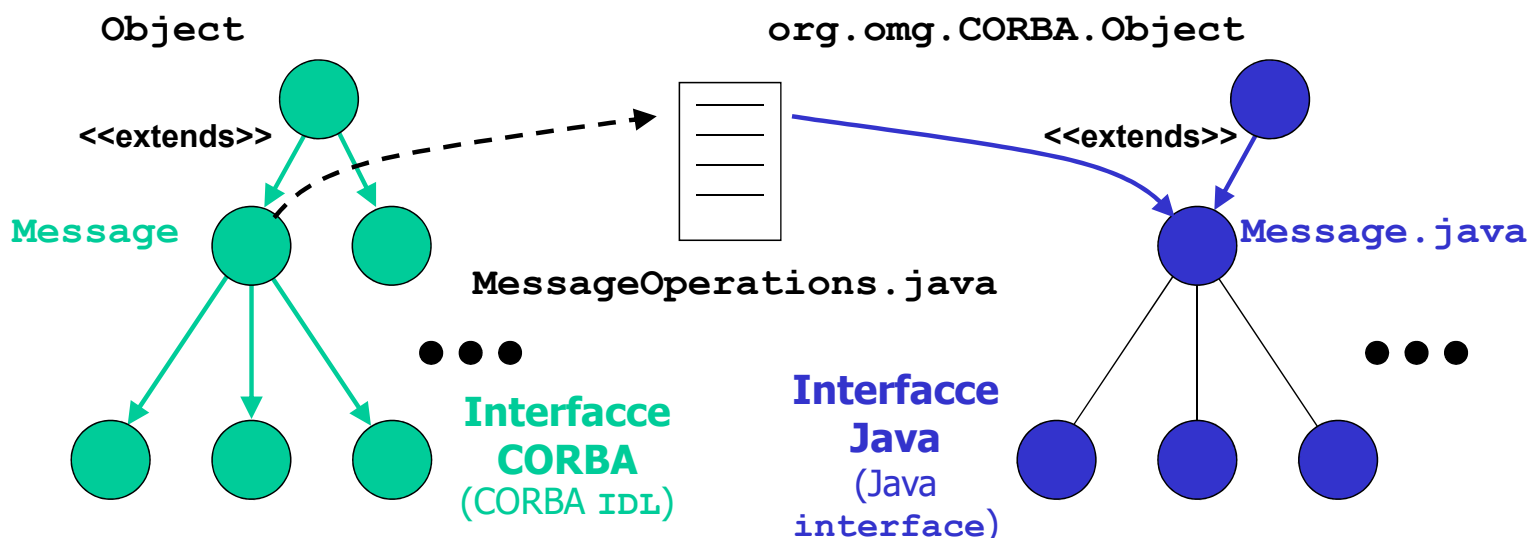 Object
org.omg.CORBA.Object
<<extends>>
<<extends>>
Message
Message.java
MessageOperations.java
Interfacce
CORBA
(CORBA IDL)
Interfacce
Java
(Java
interface)